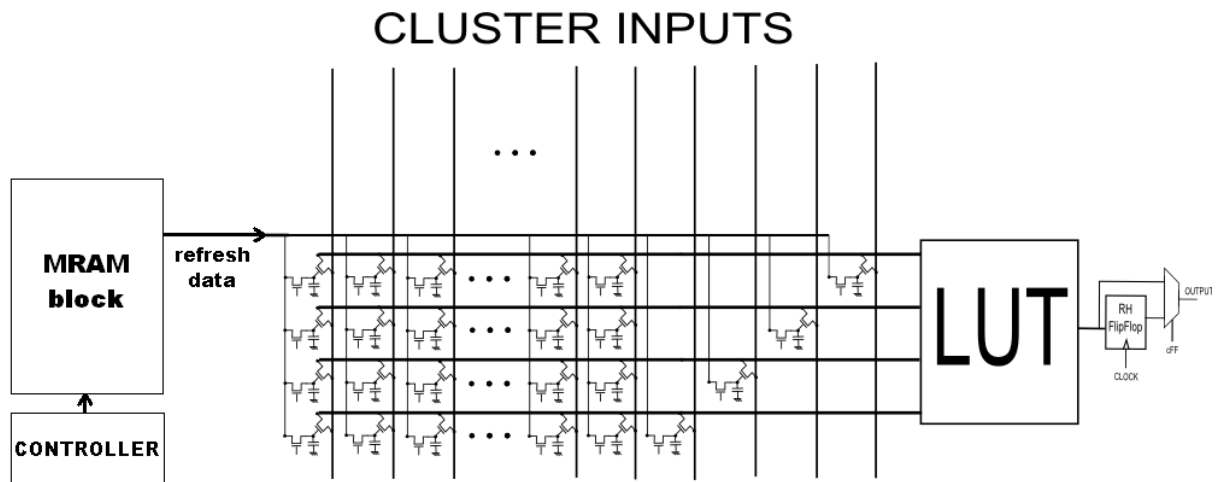 CLUSTER INPUTS
MRAM
block
refresh
data
CONTROLLER
LUT
RH
FlipFlop
CLOCK
OUTPUT
cFF